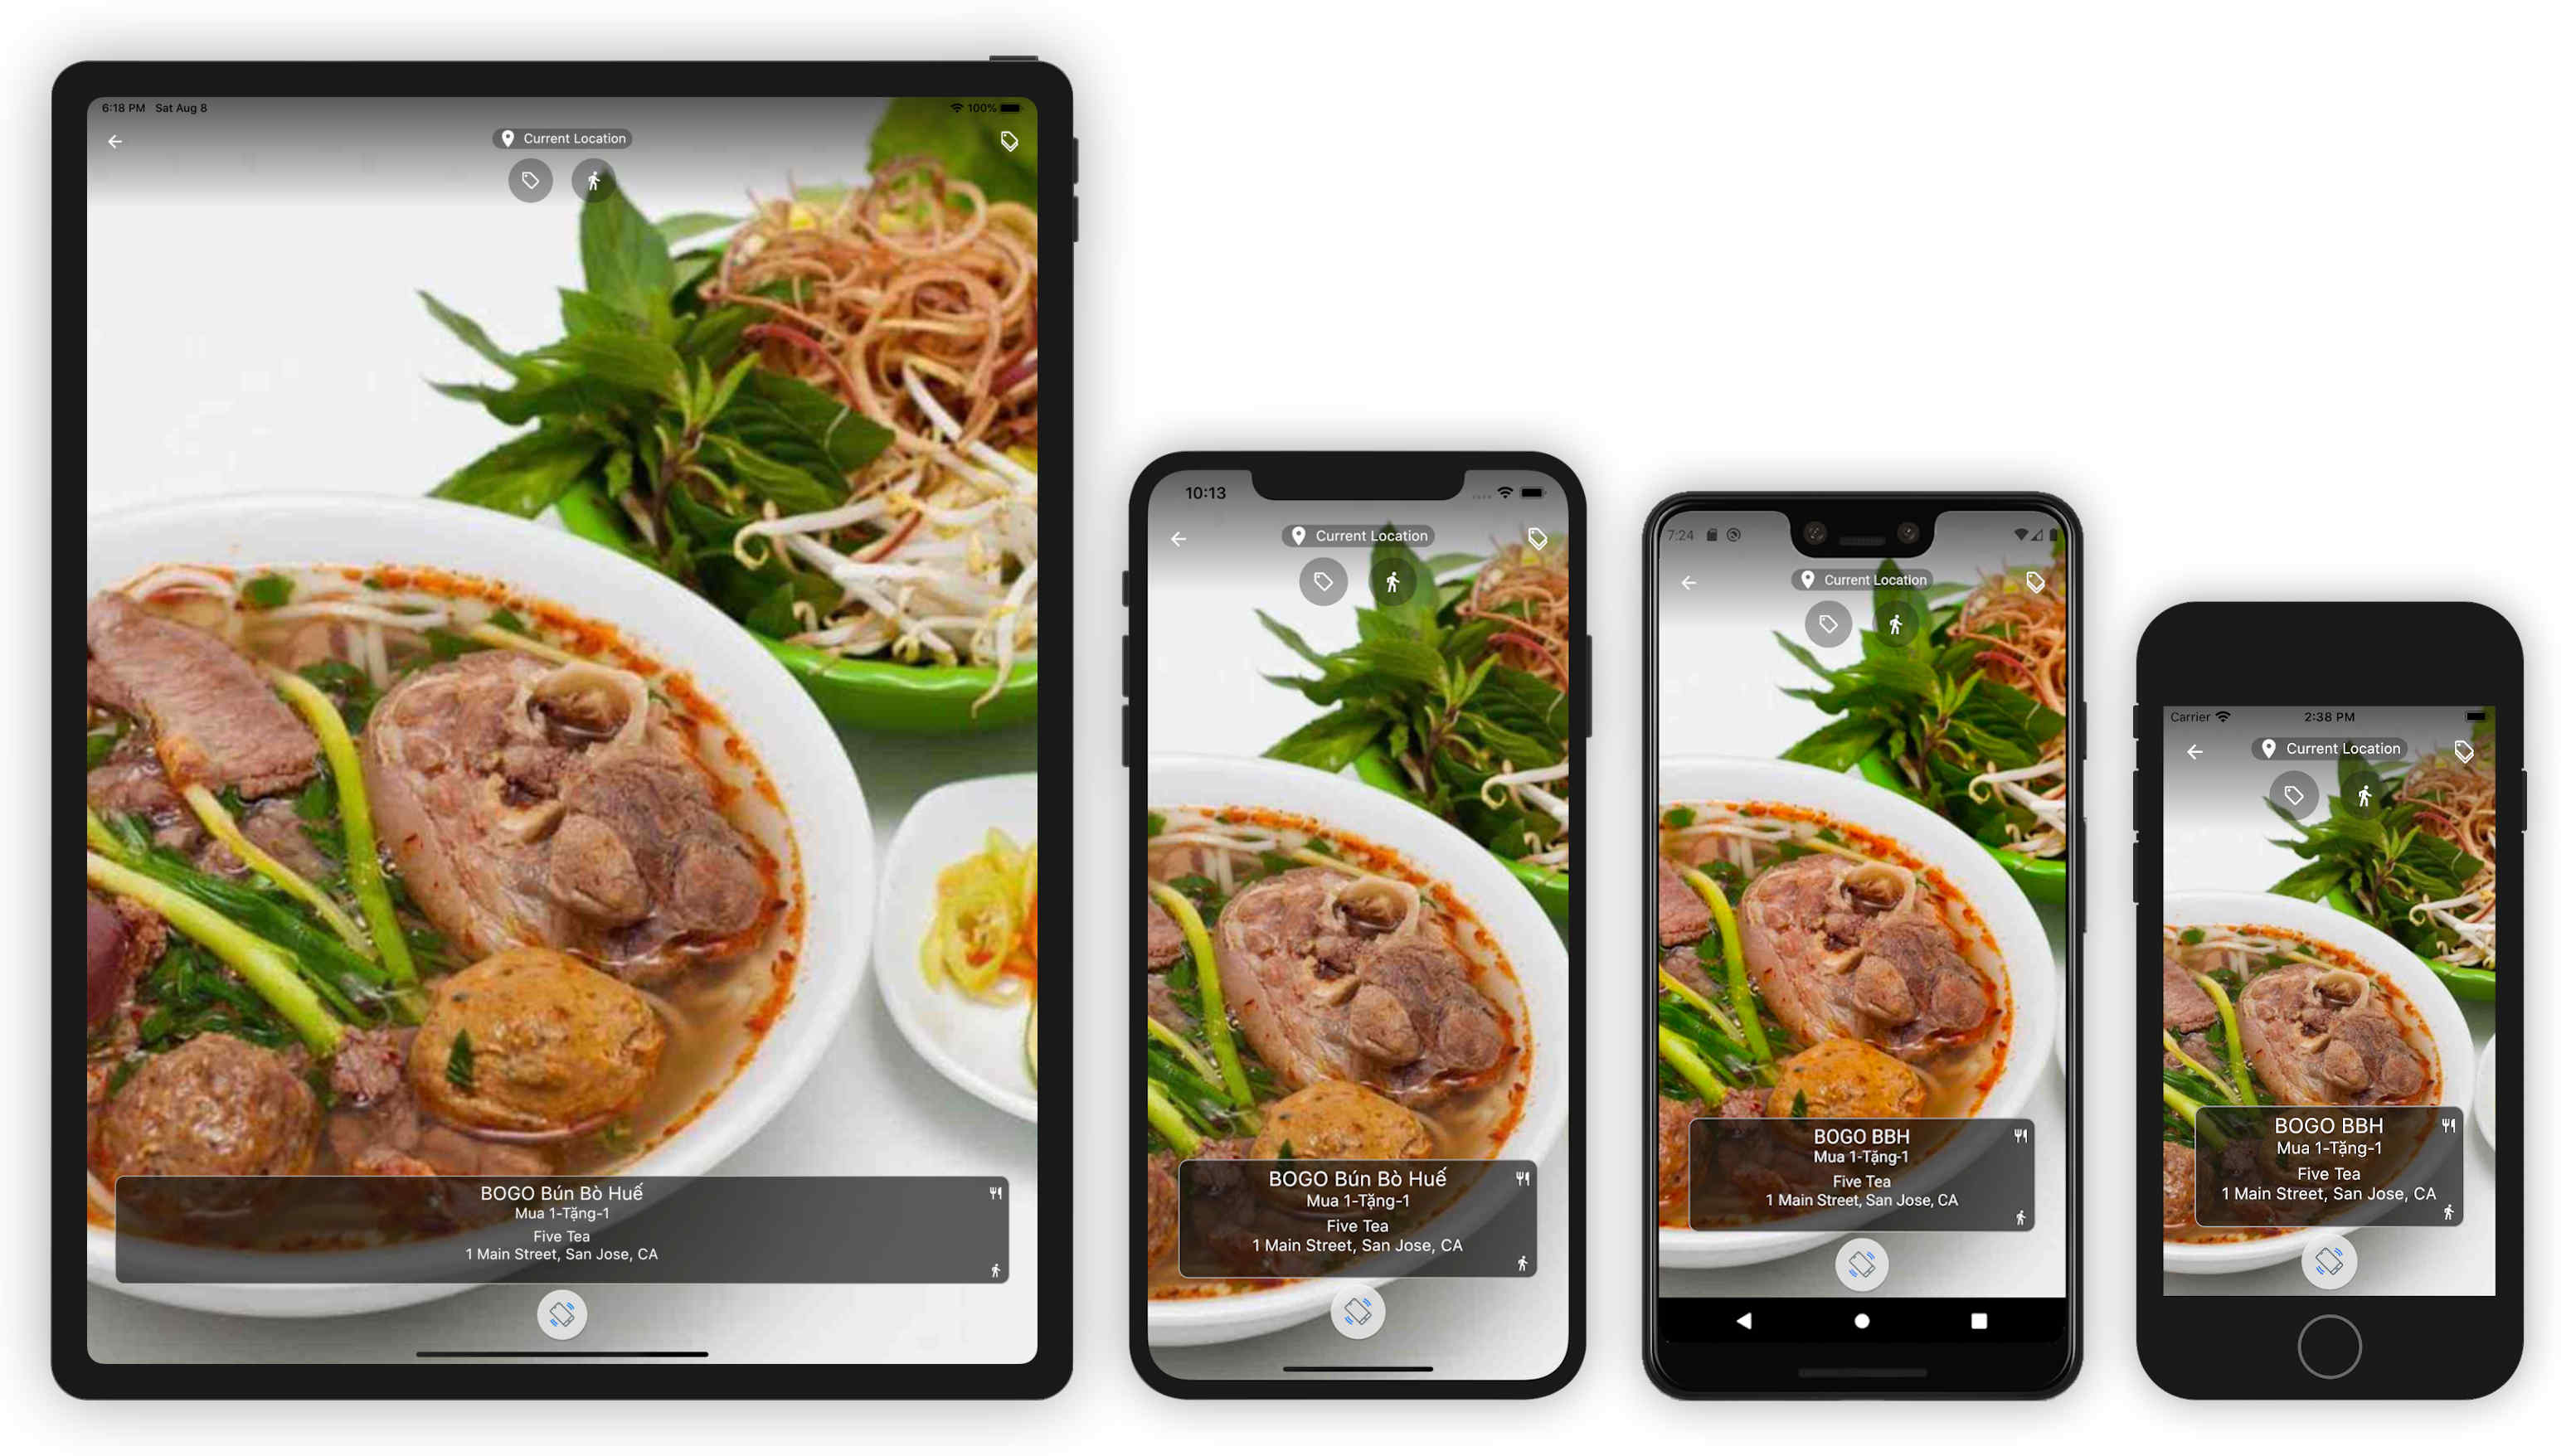 6:18 PM Sat Aug 8
100%
Current Location
BOGO Bún Bò Huế
Mua 1-Tặng-1
Five Tea
1 Main Street, San Jose, CA
10:13
Current Location
BOGO Bún Bò Huế
Mua 1-Tặng-1
Five Tea
1 Main Street, San Jose, CA
7:24
Current Location
BOGO BBH
Mua 1-Tặng-1
Five Tea
1 Main Street, San Jose, CA
Carrier 2:38 PM
Current Location
BOGO BBH
Mua 1-Tặng-1
Five Tea
1 Main Street, San Jose, CA